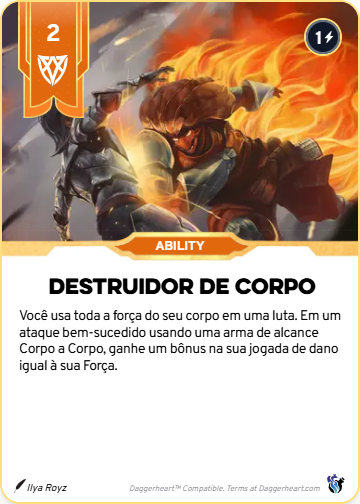 2
1
ABILITY
DESTRUIDOR DE CORPO
Você usa toda a força do seu corpo em uma luta. Em um
ataque bem-sucedido usando uma arma de alcance
Corpo a Corpo, ganhe um bônus na sua jogada de dano
igual à sua Força.
Ilya Royz
Daggerheart™ Compatible. Terms at Daggerheart.com